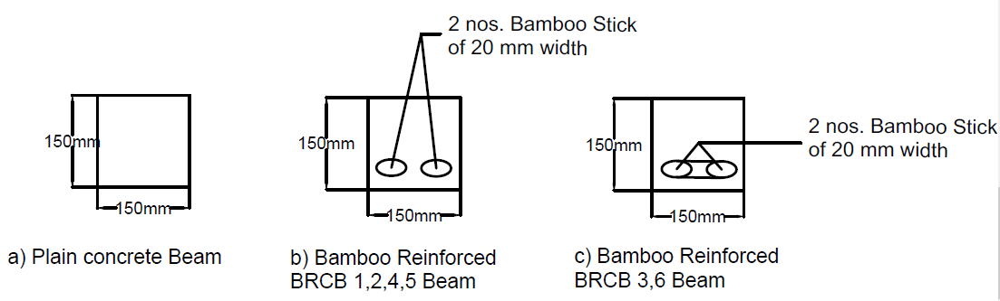 2 nos. Bamboo Stick
of 20 mm width
150mm
150mm
150mm
2 nos. Bamboo Stick
of 20 mm width
150mm
150mm
150mm
a) Plain concrete Beam
b) Bamboo Reinforced
BRCB 1,2,4,5 Beam
c) Bamboo Reinforced
BRCB 3,6 Beam